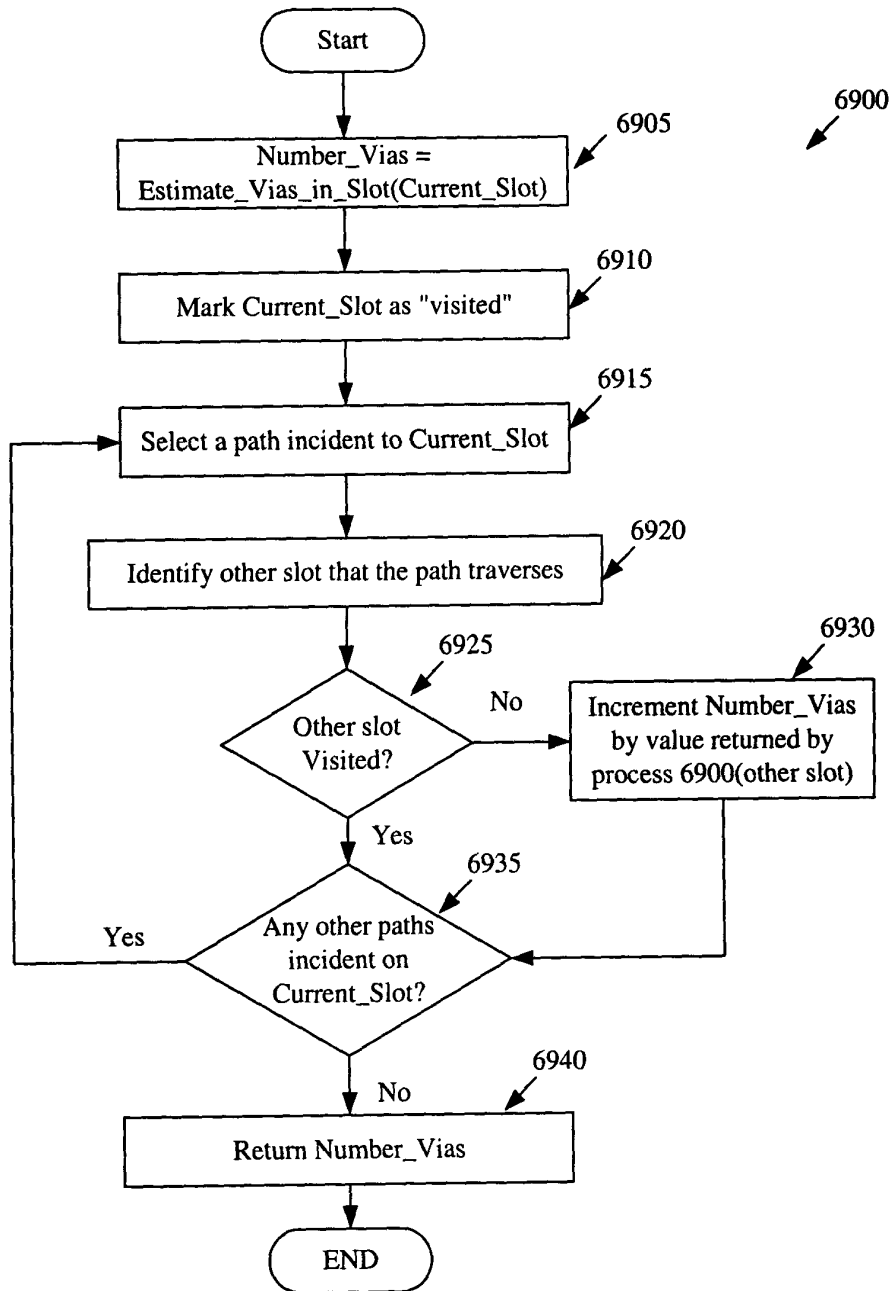 Start
6900
6905
Number_Vias =
Estimate_Vias_in_Slot(Current_Slot)
6910
Mark Current_Slot as "visited"
6915
Select a path incident to Current_Slot
6920
Identify other slot that the path traverses
6925
6930
Other slot
Visited?
No
Increment Number_Vias
by value returned by
process 6900(other slot)
Yes
6935
Any other paths
incident on
Current_Slot?
Yes
No
6940
Return Number_Vias
END